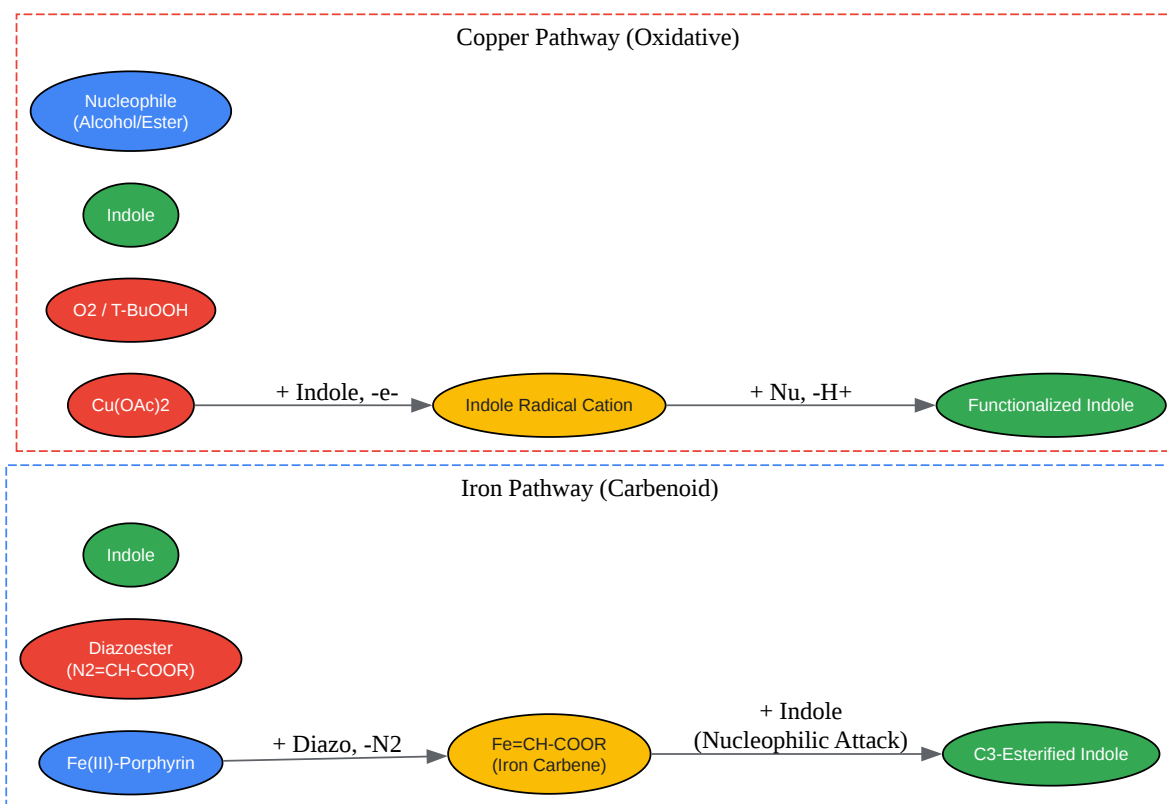 Copper Pathway (Oxidative)
Nucleophile
(Alcohol/Ester)
Indole
O2 / T-BuOOH
Cu(OAc)2
+ Indole, -e-
Indole Radical Cation
+ Nu, -H+
Functionalized Indole
Iron Pathway (Carbenoid)
Indole
Diazoester
(N2=CH-COOR)
Fe(III)-Porphyrin
+ Diazo, -N2
Fe=CH-COOR
(Iron Carbene)
+ Indole
(Nucleophilic Attack)
C3-Esterified Indole